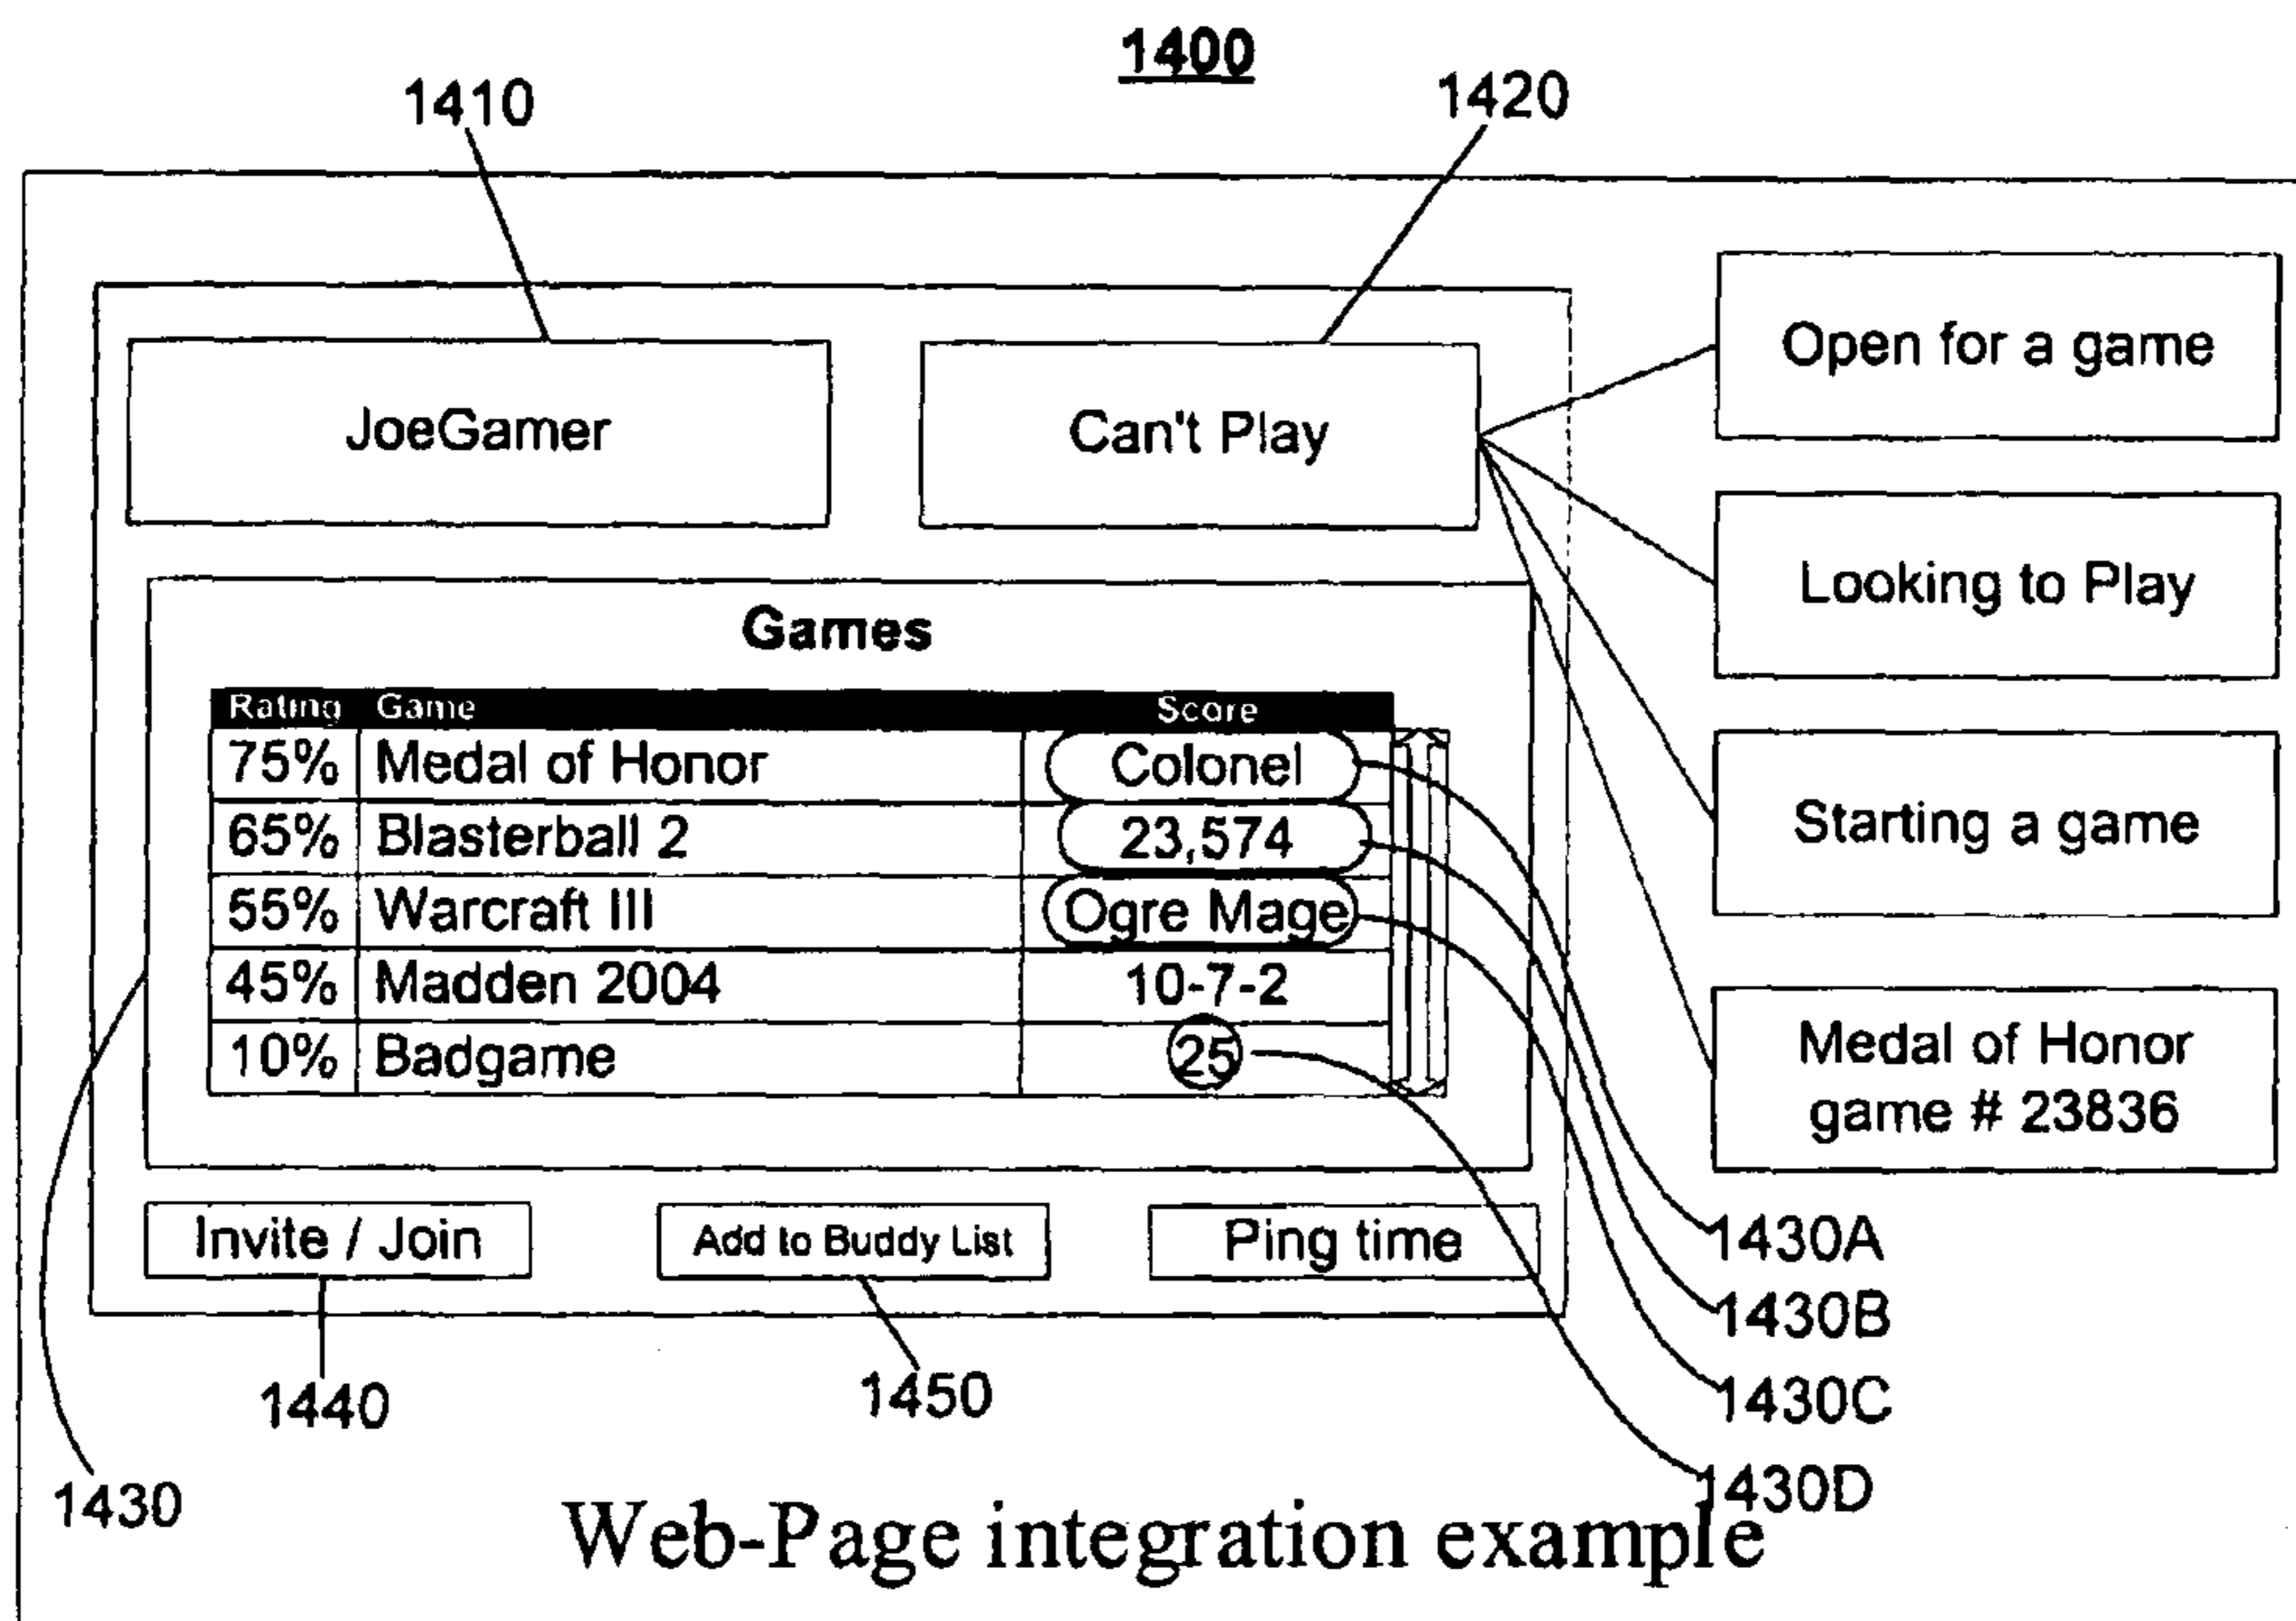 1400
1410
1420
JoeGamer
Can't Play
Open for a game
Looking to Play
Starting a game
Medal of Honor
game # 23836
Games
Rating Game Score
75% Medal of Honor Colonel
65% Blasterball 2 23,574
55% Warcraft III Ogre Mage
45% Madden 2004 10-7-2
10% Badgame 25
Invite / Join
Add to Buddy List
Ping time
1430A
1430B
1430C
1430D
1440
1450
1430
Web-Page integration example